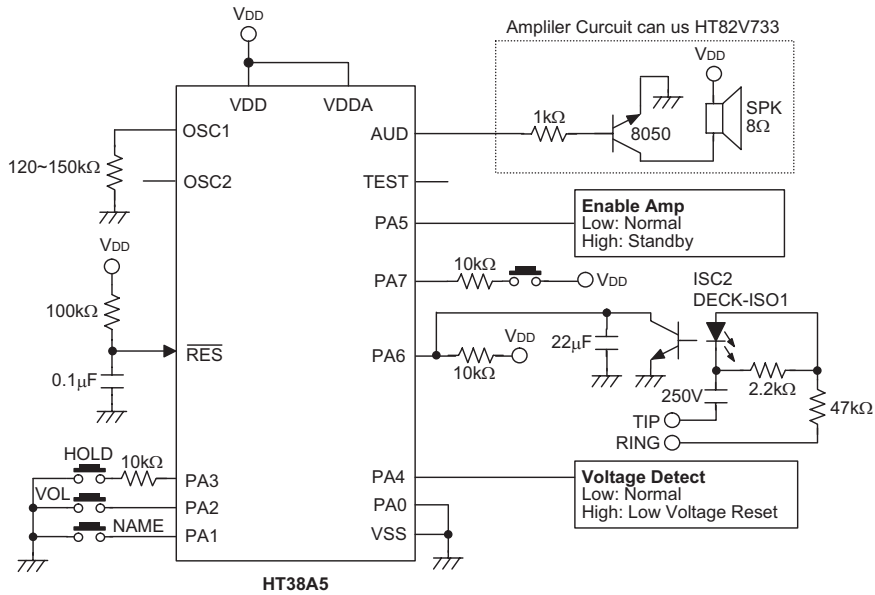 Ampliler Curcuit can us HT82V733
VDD
VDD
VDD
VDDA
OSC1
AUD
1kΩ
8050
SPK
8Ω
120~150kΩ
OSC2
TEST
PA5
Enable Amp
Low: Normal
High: Standby
VDD
100kΩ
PA7
10kΩ
VDD
ISC2
DECK-ISO1
RES
0.1μF
PA6
10kΩ
VDD
22μF
250V
2.2kΩ
47kΩ
TIP
RING
HOLD
10kΩ
PA3
VOL
PA2
NAME
PA1
PA4
PA0
VSS
Voltage Detect
Low: Normal
High: Low Voltage Reset
HT38A5